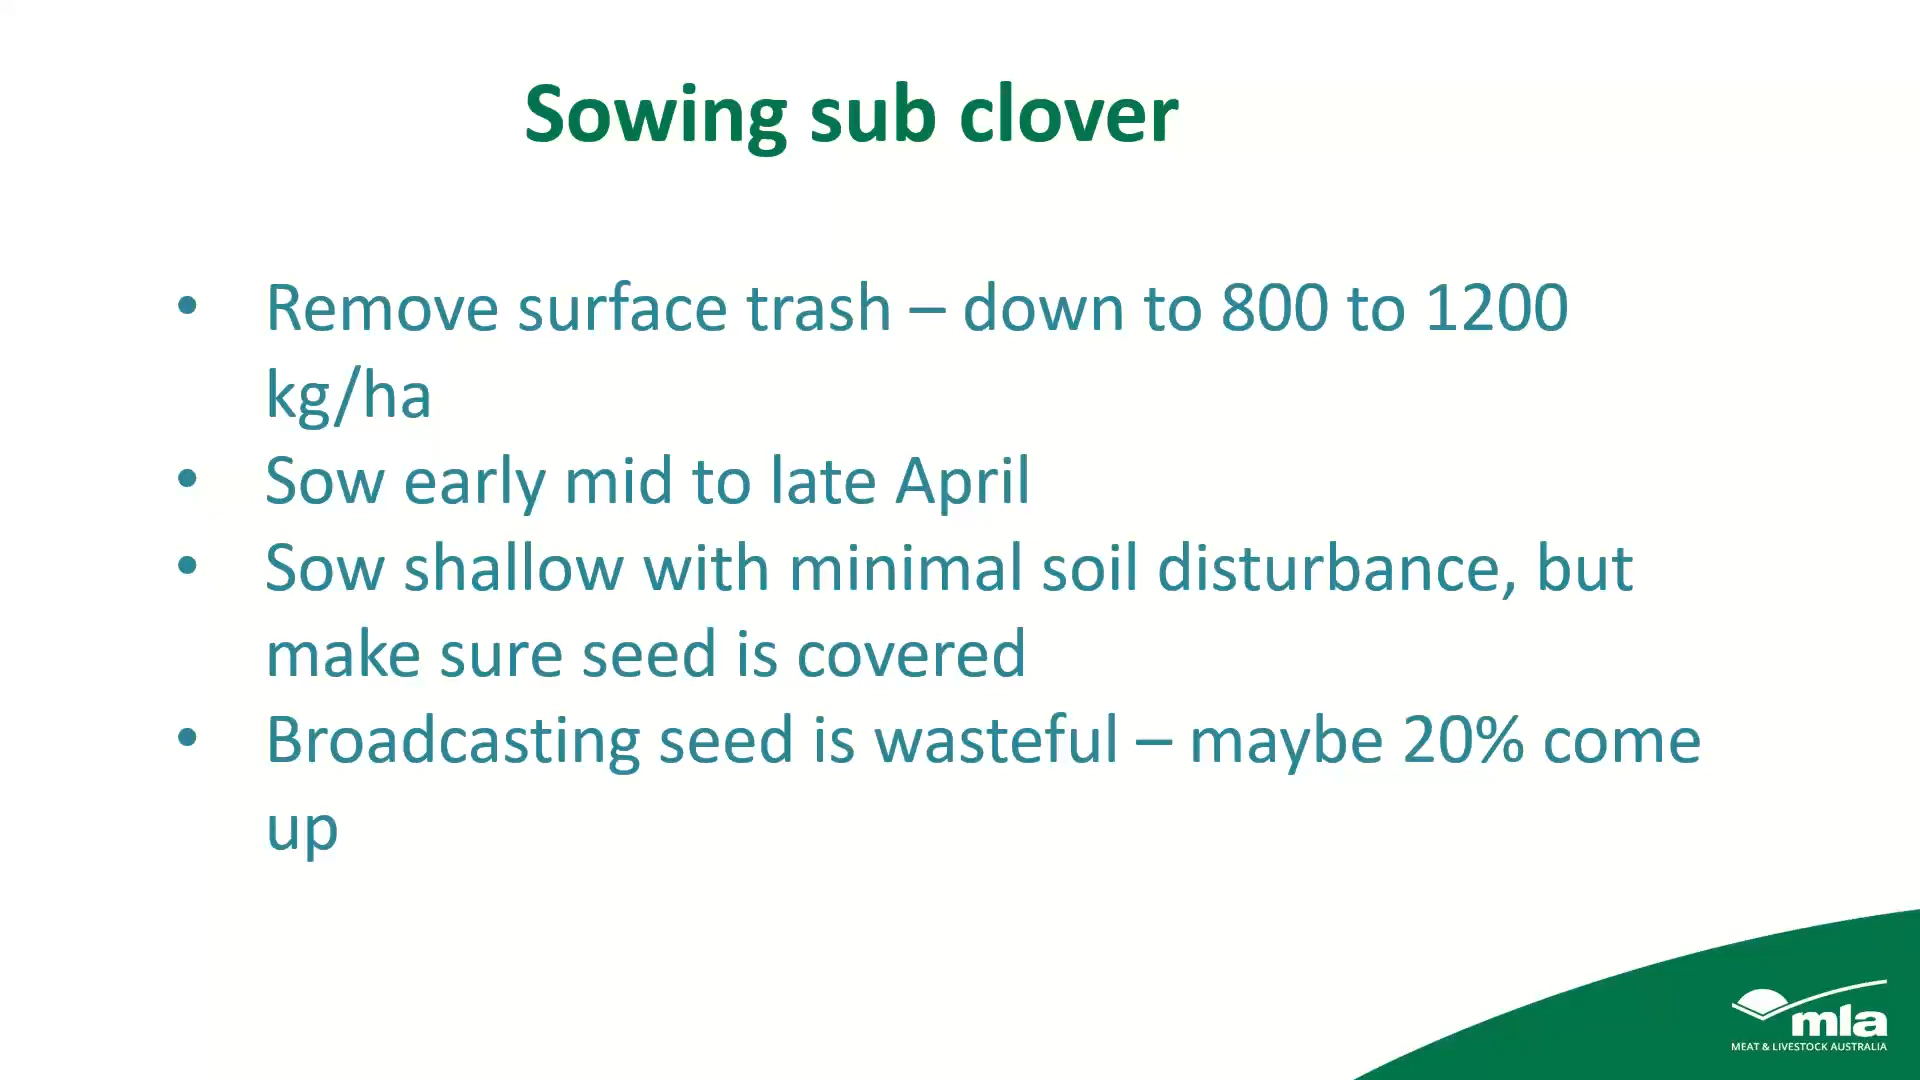 Sowing sub clover
• Remove surface trash – down to 800 to 1200
kg/ha
• Sow early mid to late April
• Sow shallow with minimal soil disturbance, but
make sure seed is covered
• Broadcasting seed is wasteful – maybe 20% come
up
mla
MEAT & LIVESTOCK AUSTRALIA